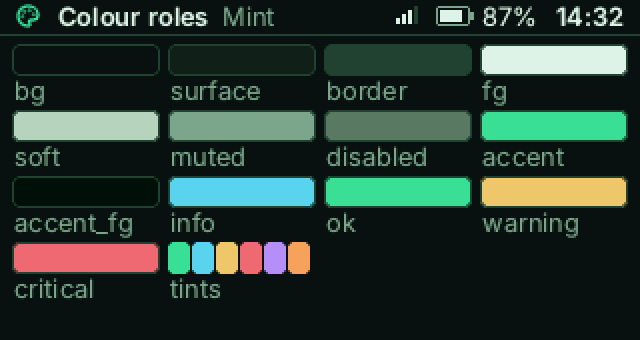 Colour roles Mint 87% 14:32
bg surface border fg
soft muted disabled accent
accent_fg info ok warning
critical tints